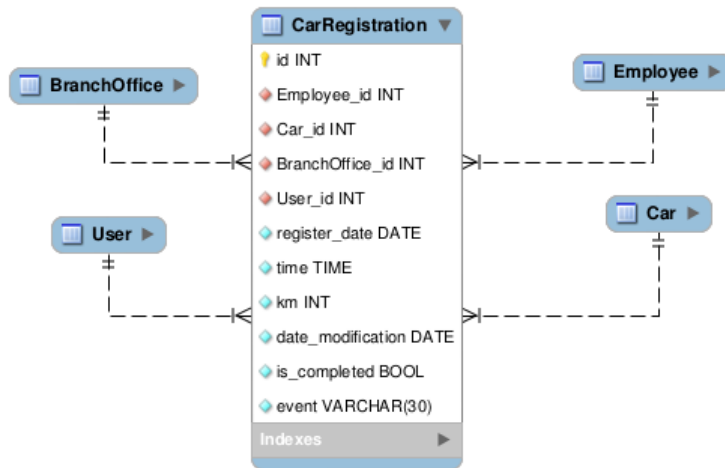 CarRegistration
id INT
Employee_id INT
Car_id INT
BranchOffice_id INT
User_id INT
register_date DATE
time TIME
km INT
date_modification DATE
is_completed BOOL
event VARCHAR(30)
Indexes
BranchOffice
User
Employee
Car